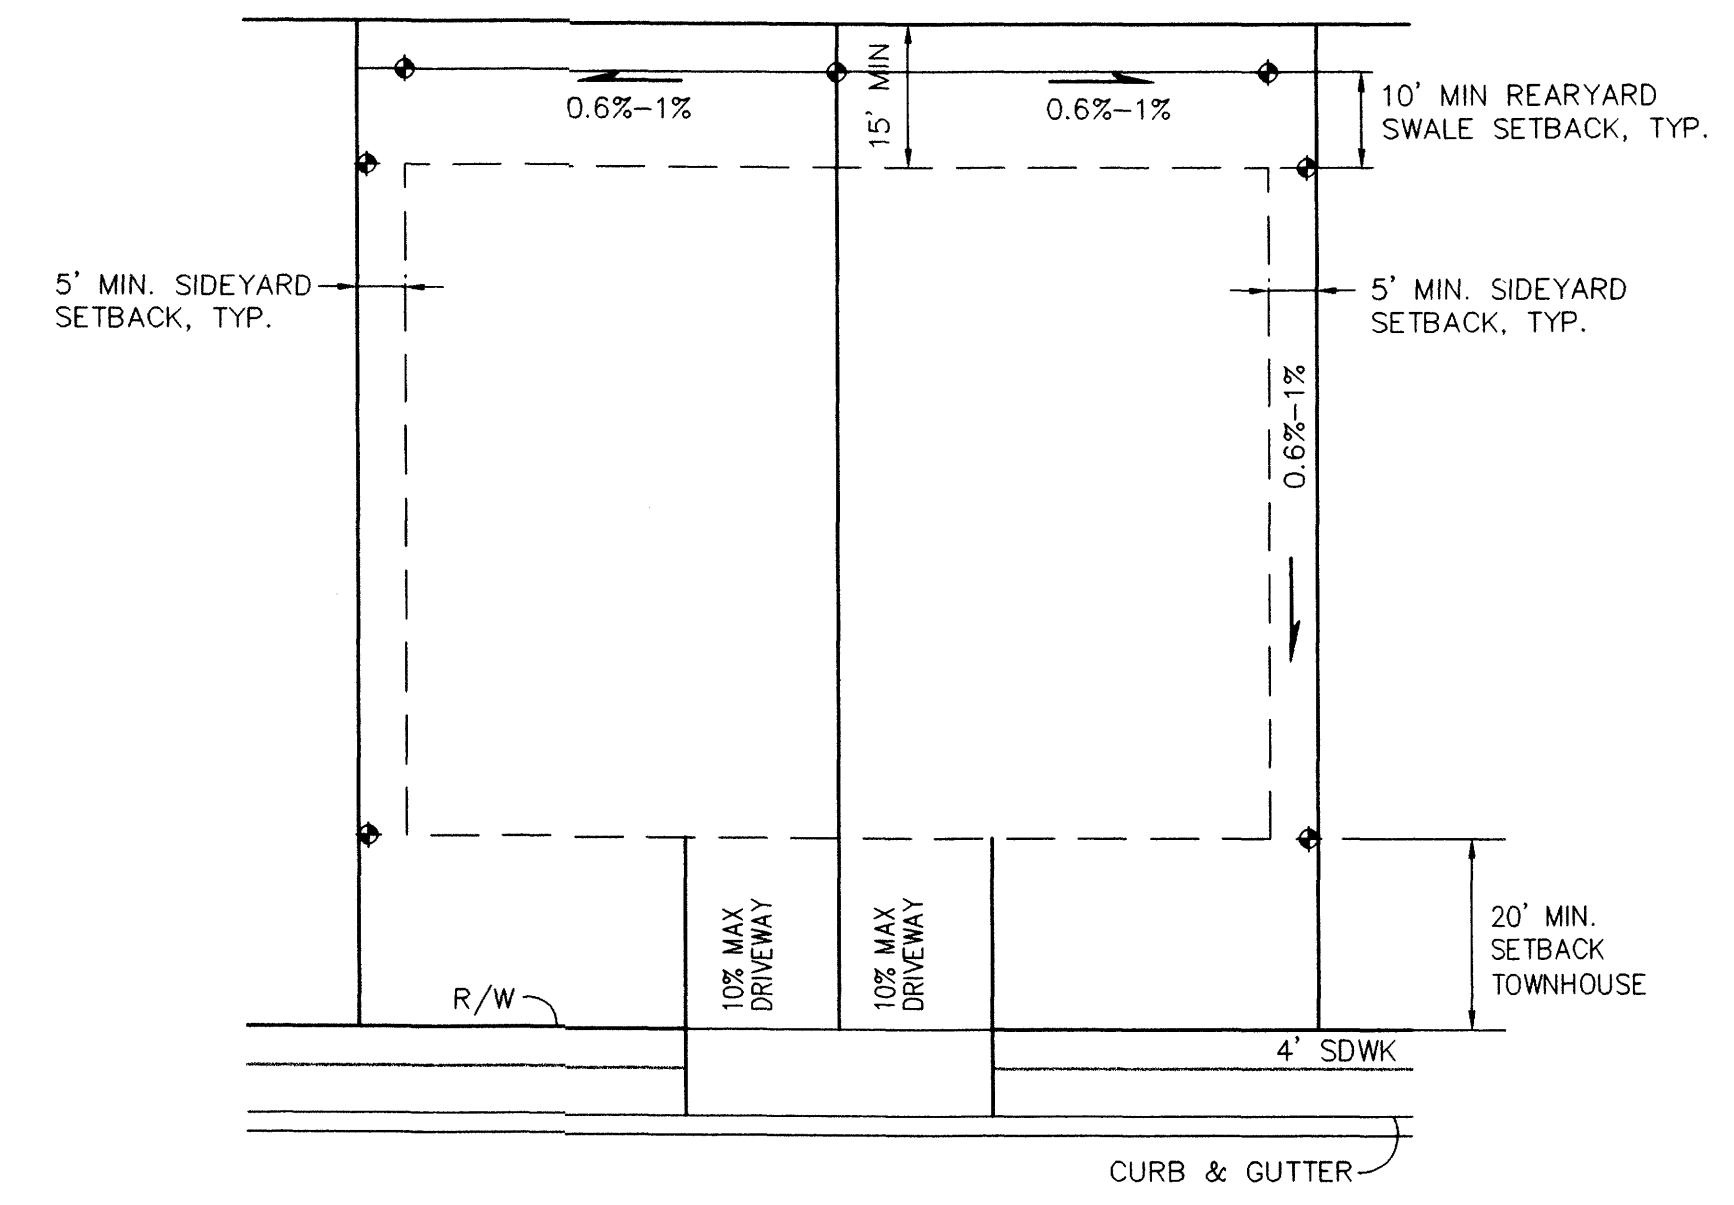 0.6%–1%
15' MIN
0.6%–1%
10' MIN REARYARD
SWALE SETBACK, TYP.
5' MIN. SIDEYARD
SETBACK, TYP.
5' MIN. SIDEYARD
SETBACK, TYP.
0.6%–1%
10% MAX
DRIVEWAY
10% MAX
DRIVEWAY
20' MIN.
SETBACK
TOWNHOUSE
R/W
4' SDWK
CURB & GUTTER